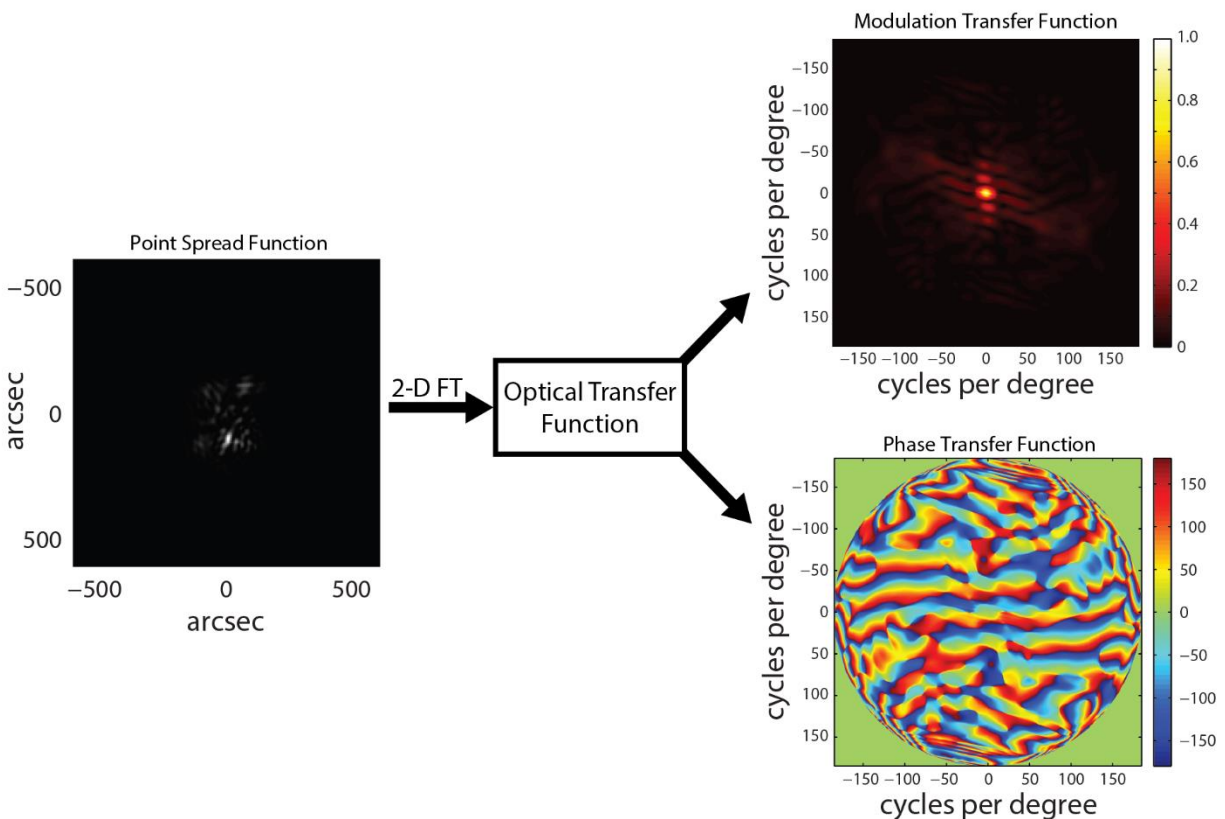 Point Spread Function
−500
0
500
arcsec
−500 0 500
arcsec
2-D FT
Optical Transfer
Function
Modulation Transfer Function
−150
−100
−50
0
50
100
150
cycles per degree
−150 −100 −50 0 50 100 150
cycles per degree
1.0
0.8
0.6
0.4
0.2
0
Phase Transfer Function
−150
−100
−50
0
50
100
150
cycles per degree
−150 −100 −50 0 50 100 150
cycles per degree
150
100
50
0
−50
−100
−150